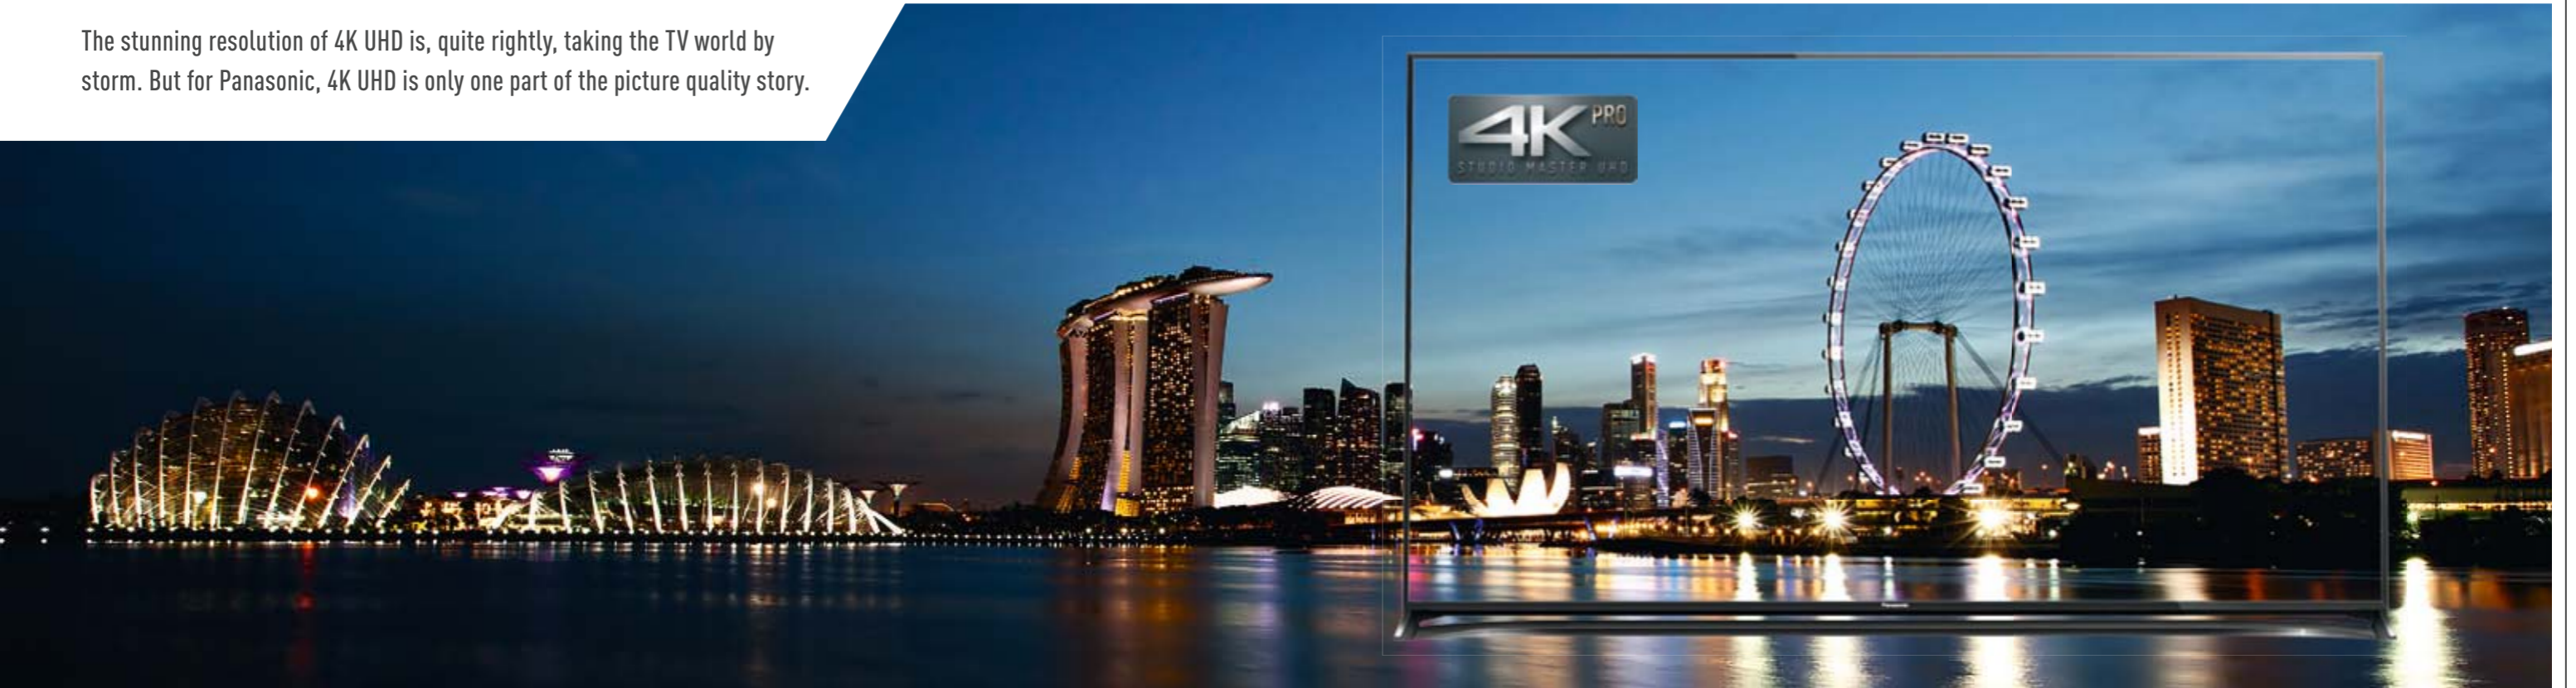 The stunning resolution of 4K UHD is, quite rightly, taking the TV world by
storm. But for Panasonic, 4K UHD is only one part of the picture quality story.
4K PRO
STUDIO MASTER UHD
Panasonic